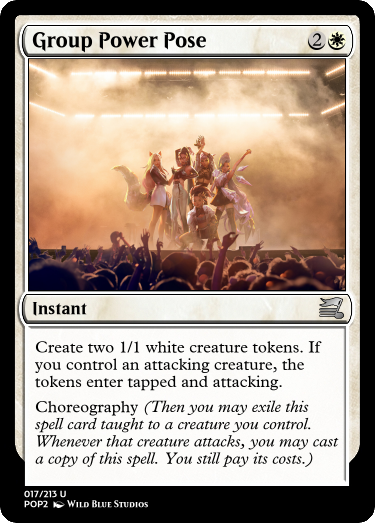 Group Power Pose 2
Instant
Create two 1/1 white creature tokens. If
you control an attacking creature, the
tokens enter tapped and attacking.
Choreography (Then you may exile this
spell card taught to a creature you control.
Whenever that creature attacks, you may cast
a copy of this spell. You still pay its costs.)
017/213 U
POP2 Wild Blue Studios